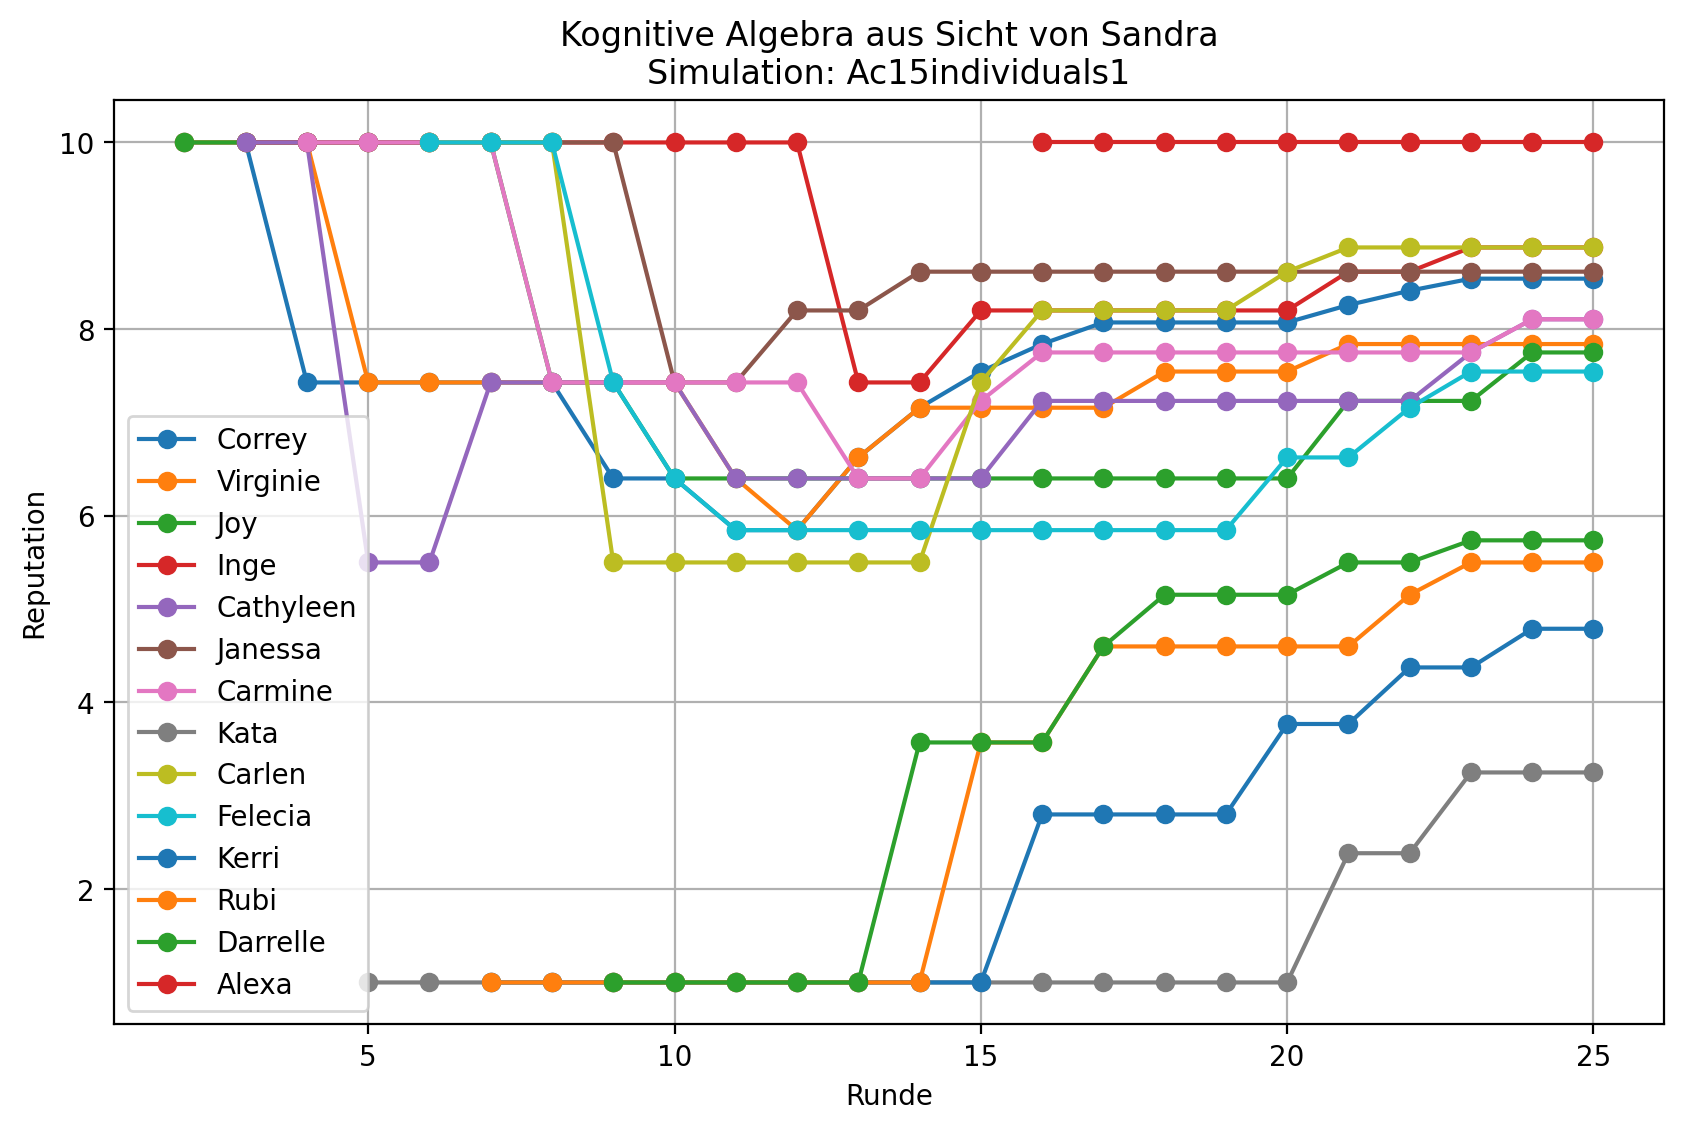 Kognitive Algebra aus Sicht von Sandra
Simulation: Ac15individuals1
10
8
6
4
2
Reputation
Correy
Virginie
Joy
Inge
Cathyleen
Janessa
Carmine
Kata
Carlen
Felecia
Kerri
Rubi
Darrelle
Alexa
5 10 15 20 25
Runde